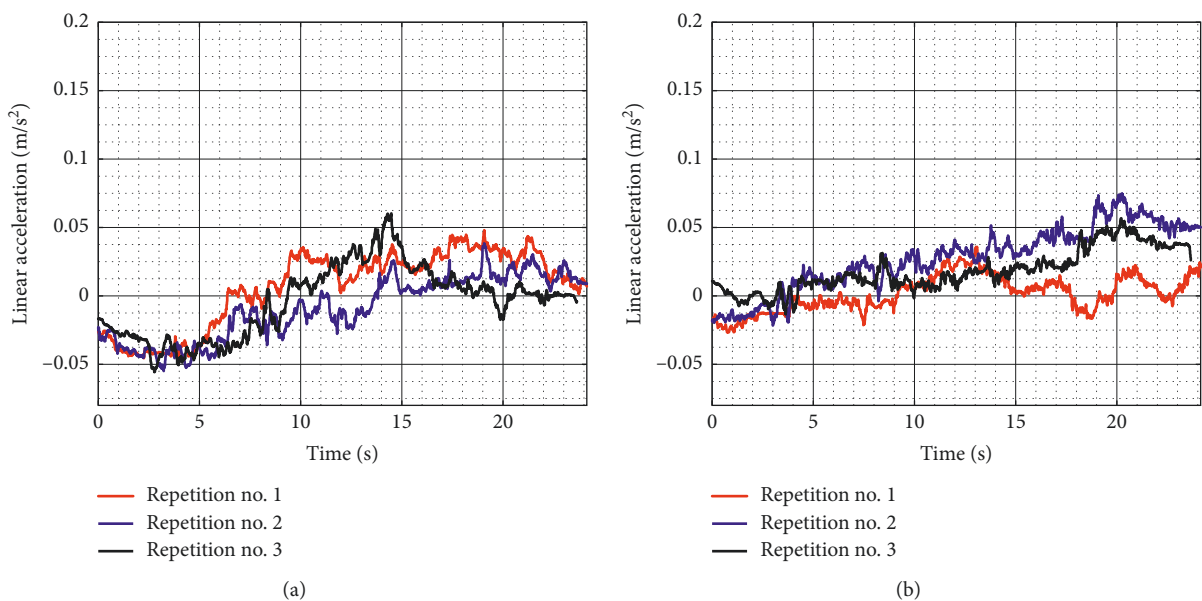 0.2
0.15
0.1
0.05
0
–0.05
Linear acceleration (m/s²)
0
5
10
15
20
Time (s)
Repetition no. 1
Repetition no. 2
Repetition no. 3
(a)
0.2
0.15
0.1
0.05
0
–0.05
Linear acceleration (m/s²)
0
5
10
15
20
Time (s)
Repetition no. 1
Repetition no. 2
Repetition no. 3
(b)